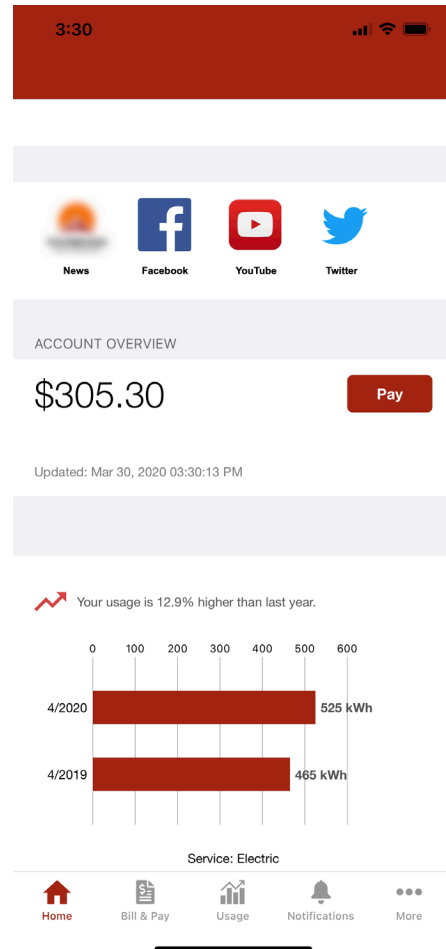 3:30
News Facebook YouTube Twitter
ACCOUNT OVERVIEW
$305.30 Pay
Updated: Mar 30, 2020 03:30:13 PM
Your usage is 12.9% higher than last year.
0 100 200 300 400 500 600
4/2020 525 kWh
4/2019 465 kWh
Service: Electric
Home Bill & Pay Usage Notifications More